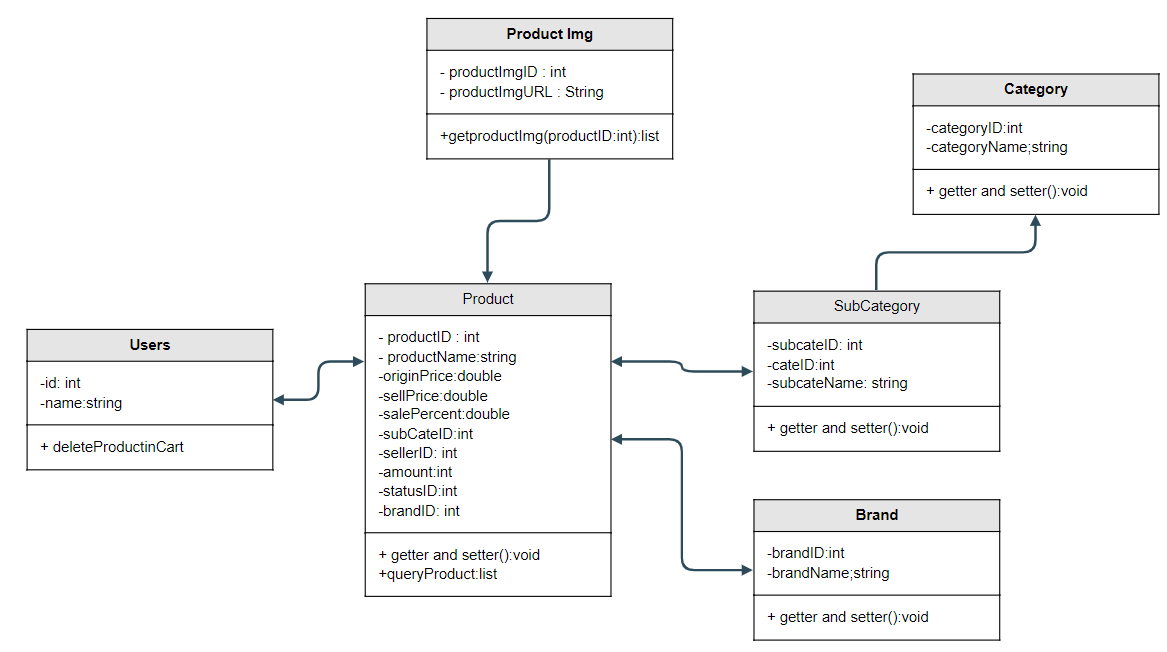 Product Img
- productImgID : int
- productImgURL : String
+getproductImg(productID:int):list
Category
-categoryID:int
-categoryName;string
+ getter and setter():void
Product
- productID : int
- productName:string
-originPrice:double
-sellPrice:double
-salePercent:double
-subCateID:int
-sellerID: int
-amount:int
-statusID:int
-brandID: int
+ getter and setter():void
+queryProduct:list
SubCategory
-subcateID: int
-cateID:int
-subcateName: string
+ getter and setter():void
Users
-id: int
-name:string
+ deleteProductinCart
Brand
-brandID:int
-brandName;string
+ getter and setter():void